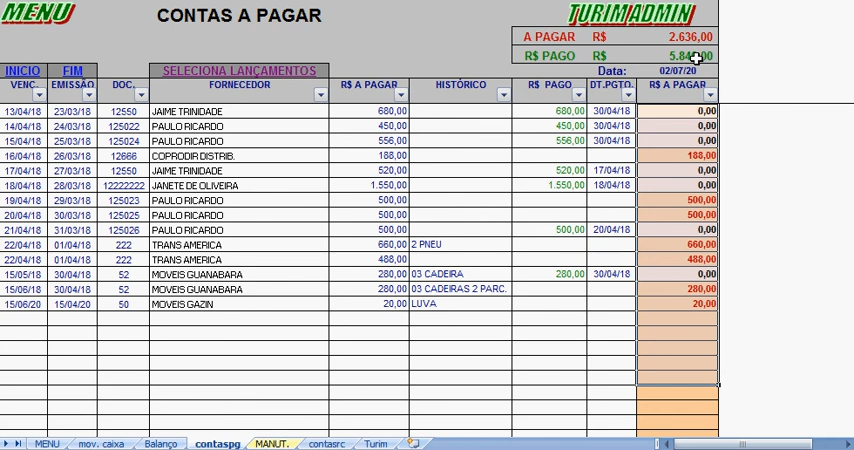 MENU CONTAS A PAGAR TURIM/ADMIN
A PAGAR R$ 2.636,00
R$ PAGO R$
INICIO FIM SELECIONA LANÇAMENTOS Data: 02/07/20
VENC. EMISSÃO DOC. FORNECEDOR R$ A PAGAR HISTÓRICO R$ PAGO DT.PGTO. R$ A PAGAR
13/04/18 23/03/18 12550 JAIME TRINIDADE 680,00 680,00 30/04/18 0,00
14/04/18 24/03/18 125022 PAULO RICARDO 450,00 450,00 30/04/18 0,00
15/04/18 25/03/18 125024 PAULO RICARDO 556,00 556,00 30/04/18 0,00
16/04/18 26/03/18 12666 COPRODIR DISTRIB. 188,00 188,00
17/04/18 27/03/18 12550 JAIME TRINIDADE 520,00 520,00 17/04/18 0,00
18/04/18 28/03/18 12222222 JANETE DE OLIVEIRA 1.550,00 1.550,00 18/04/18 0,00
19/04/18 29/03/18 125023 PAULO RICARDO 500,00 500,00
20/04/18 30/03/18 125025 PAULO RICARDO 500,00 500,00
21/04/18 31/03/18 125026 PAULO RICARDO 500,00 500,00 20/04/18 0,00
22/04/18 01/04/18 222 TRANS AMERICA 660,00 2 PNEU 660,00
22/04/18 01/04/18 222 TRANS AMERICA 488,00 488,00
15/05/18 30/04/18 52 MOVEIS GUANABARA 280,00 03 CADEIRA 280,00 30/04/18 0,00
15/06/18 30/04/18 52 MOVEIS GUANABARA 280,00 03 CADEIRAS 2 PARC. 280,00
15/06/20 15/04/20 50 MOVEIS GAZIN 20,00 LUVA 20,00
MENU mov. caixa Balanço contaspg MANUT. contasrc Turim